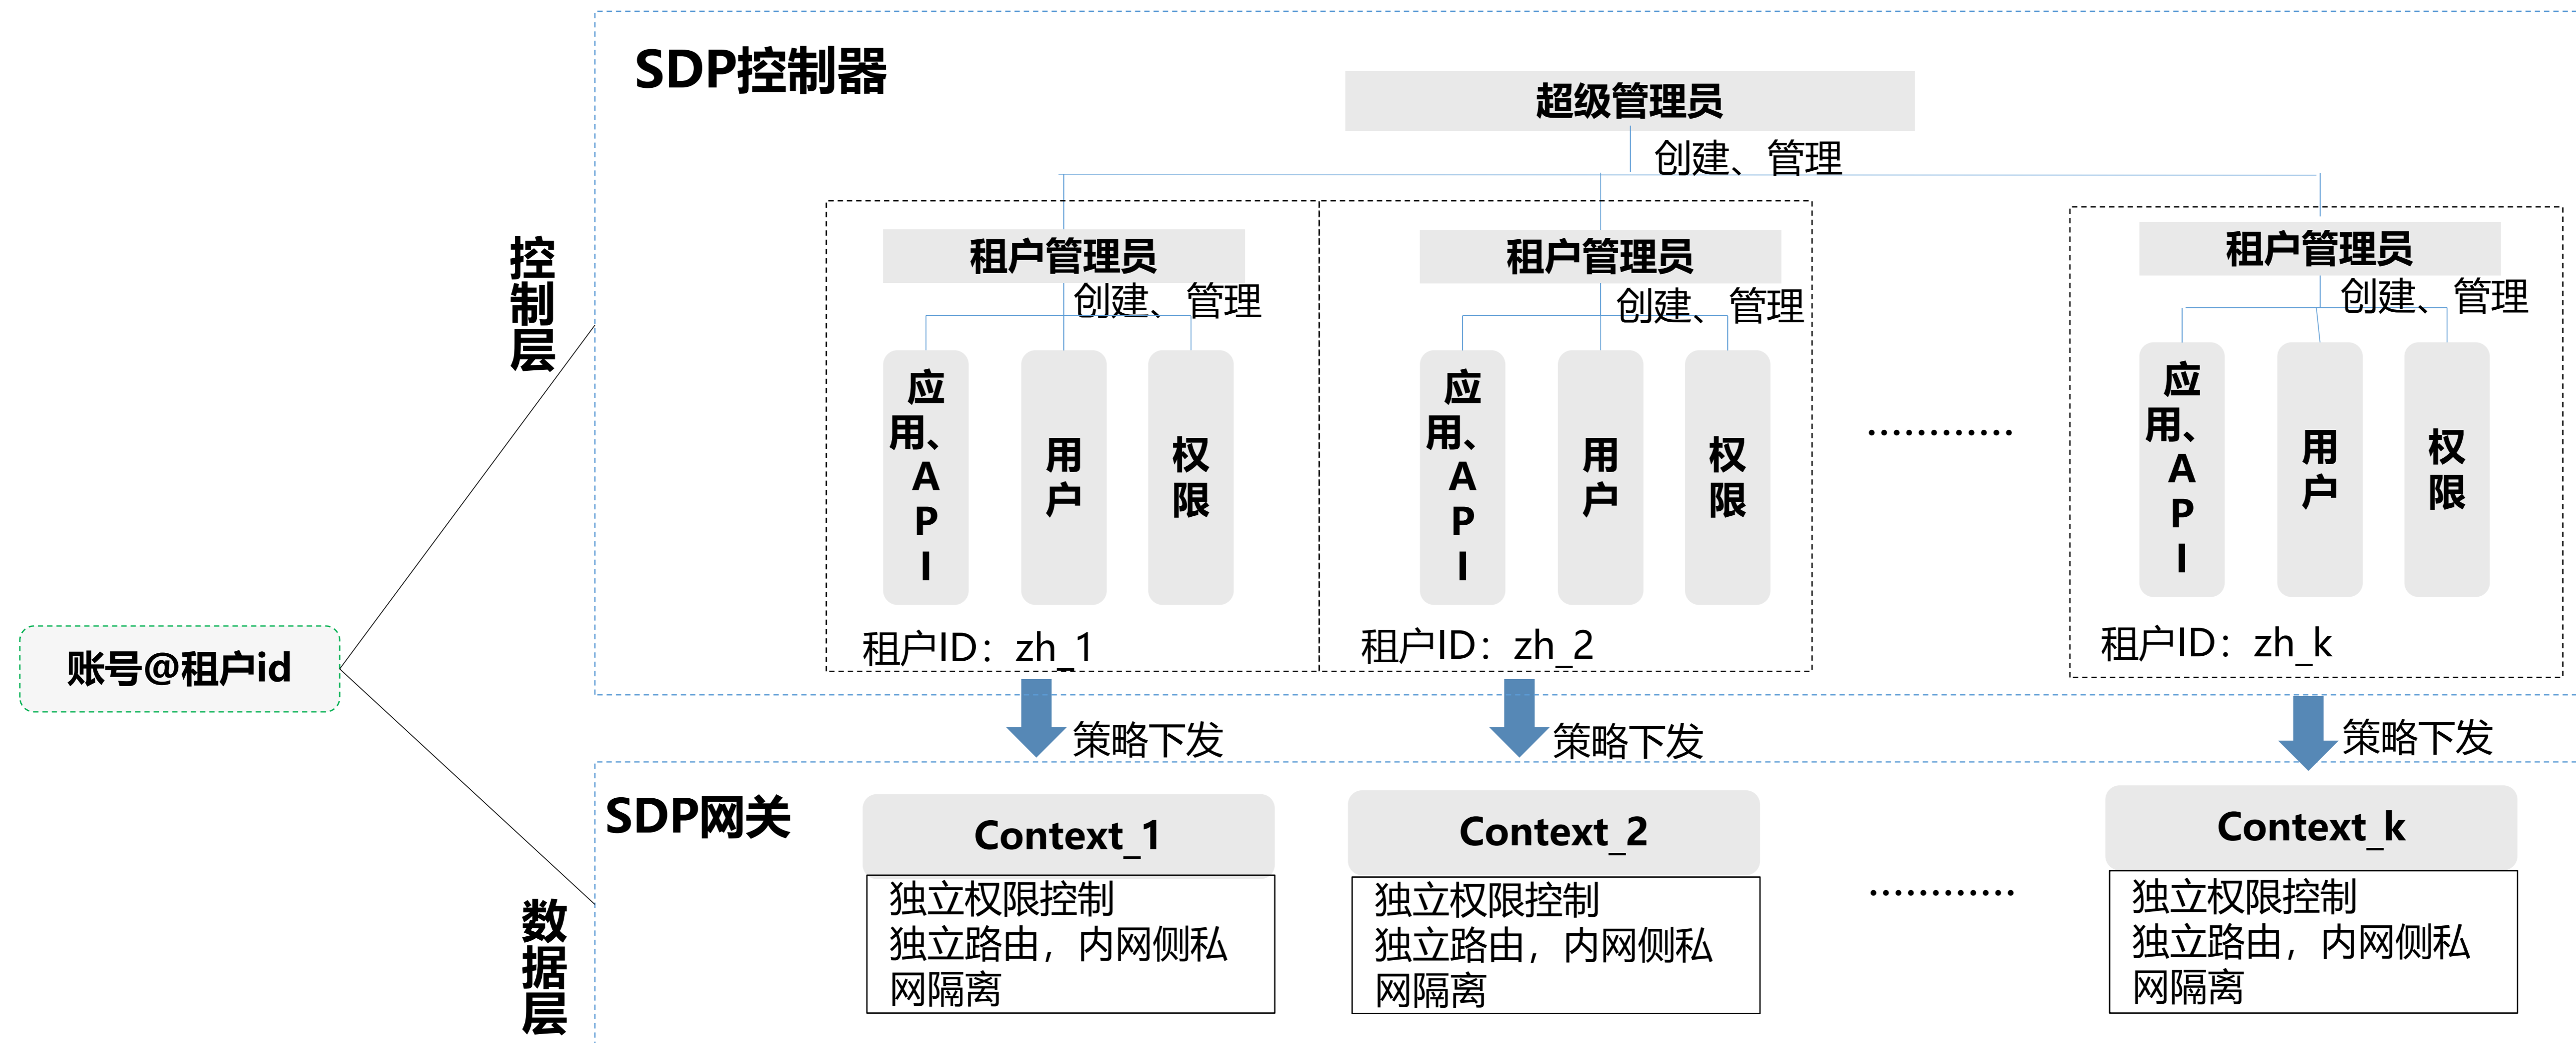 SDP控制器
超级管理员
创建、管理
控制层
租户管理员
创建、管理
应用、API
用户
权限
租户ID：zh_1
租户管理员
创建、管理
应用、API
用户
权限
租户ID：zh_2
…………
租户管理员
创建、管理
应用、API
用户
权限
租户ID：zh_k
账号@租户id
策略下发
策略下发
策略下发
数据层
SDP网关
Context_1
独立权限控制
独立路由，内网侧私
网隔离
Context_2
独立权限控制
独立路由，内网侧私
网隔离
…………
Context_k
独立权限控制
独立路由，内网侧私
网隔离